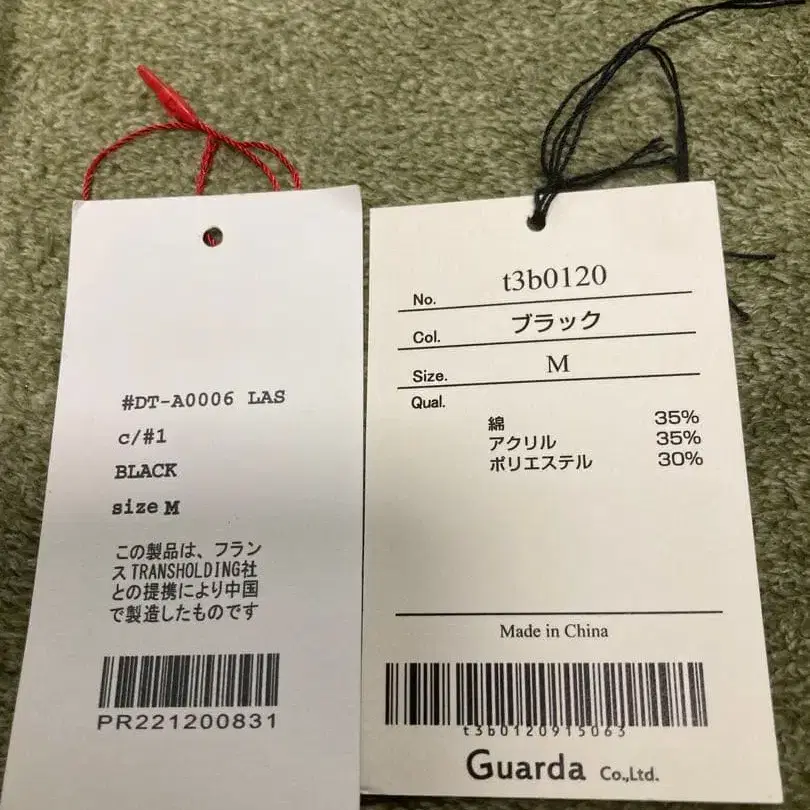 #DT-A0006 LAS
c/#1
BLACK
size M
この製品は、フラン
ス TRANSHOLDING社
との提携により中国
で製造したものです
PR221200831
No. t3b0120
Col. ブラック
Size. M
Qual.
綿 35%
アクリル 35%
ポリエステル 30%
Made in China
t3b0120915063
Guarda Co.,Ltd.